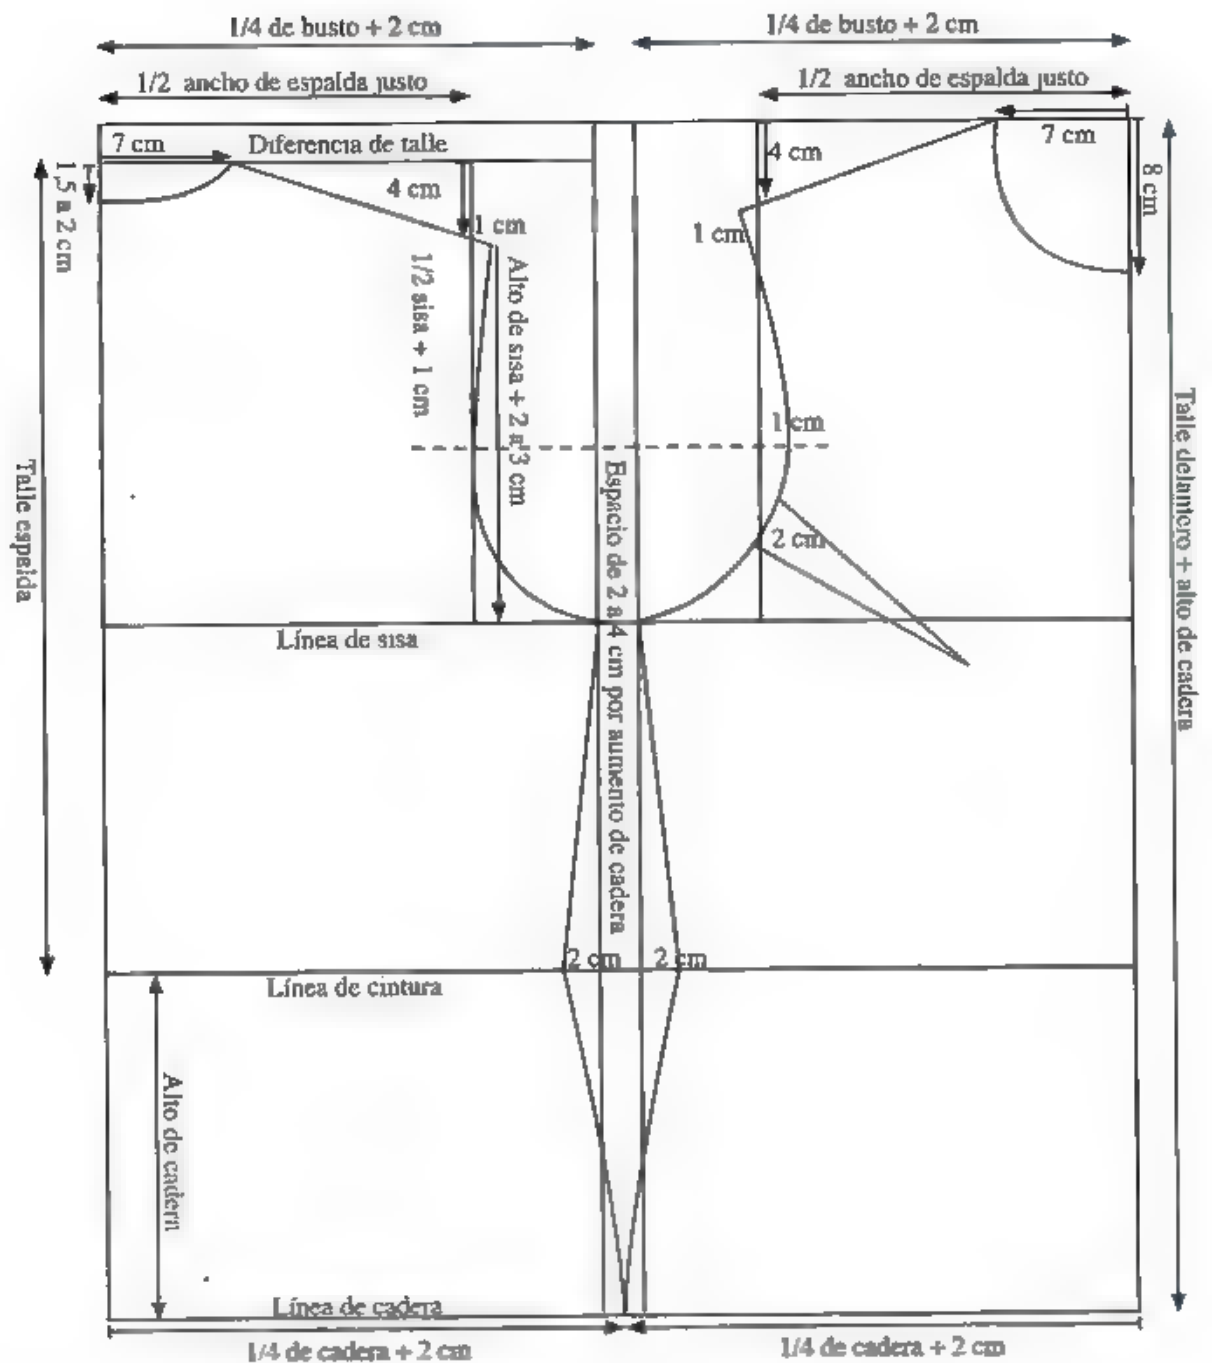 1/4 de busto + 2 cm
1/4 de busto + 2 cm
1/2 ancho de espalda justo
1/2 ancho de espalda justo
7 cm
Diferencia de talle
4 cm
7 cm
1,5 a 2 cm
4 cm
1 cm
1 cm
8 cm
1/2 sisa + 1 cm
Alto de sisa + 2 a 3 cm
1 cm
2 cm
Talle espalda
Espacio de 2 a 4 cm por aumento de cadera
Talle delantero + alto de cadera
Línea de sisa
2 cm
2 cm
Línea de cintura
Alto de cadera
Línea de cadera
1/4 de cadera + 2 cm
1/4 de cadera + 2 cm